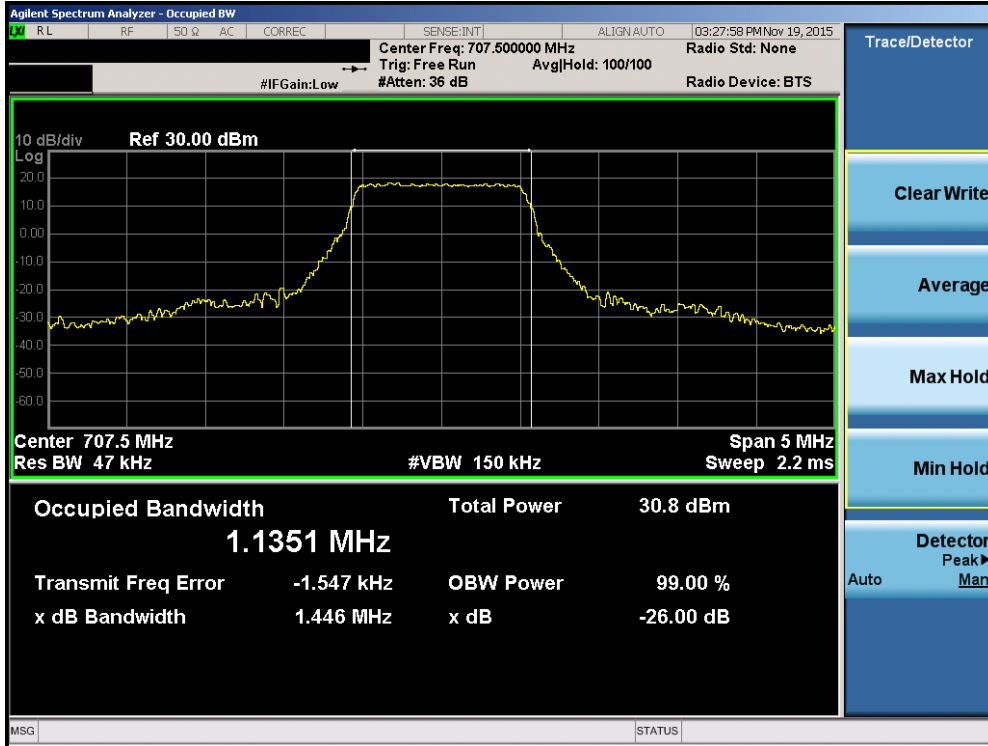 Agilent Spectrum Analyzer - Occupied BW
LXI RL RF 50 Ω AC CORREC SENSE:INT ALIGN AUTO 03:27:58 PM Nov 19, 2015
Center Freq: 707.500000 MHz Radio Std: None
Trig: Free Run Avg|Hold: 100/100
#IFGain:Low #Atten: 36 dB Radio Device: BTS
10 dB/div Ref 30.00 dBm
Log
20.0
10.0
0.00
-10.0
-20.0
-30.0
-40.0
-50.0
-60.0
Center 707.5 MHz Span 5 MHz
Res BW 47 kHz #VBW 150 kHz Sweep 2.2 ms
Occupied Bandwidth Total Power 30.8 dBm
1.1351 MHz
Transmit Freq Error -1.547 kHz OBW Power 99.00 %
x dB Bandwidth 1.446 MHz x dB -26.00 dB
Trace/Detector
Clear Write
Average
Max Hold
Min Hold
Detector
Peak▶
Auto Man
MSG STATUS